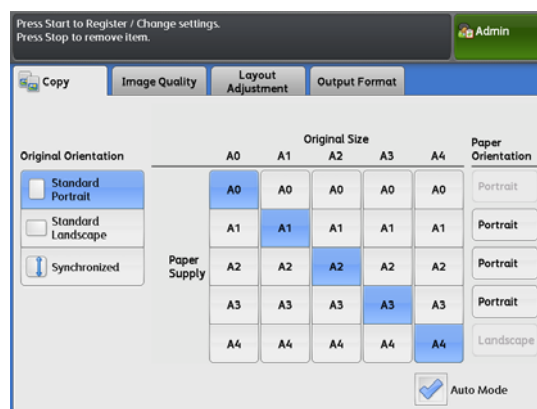 Press Start to Register / Change settings.
Press Stop to remove item.
Admin
Copy
Image Quality
Layout
Adjustment
Output Format
Original Orientation
Original Size
A0 A1 A2 A3 A4
Paper
Orientation
Standard
Portrait
Standard
Landscape
Synchronized
Paper
Supply
A0 A0 A0 A0 A0 Portrait
A1 A1 A1 A1 A1 Portrait
A2 A2 A2 A2 A2 Portrait
A3 A3 A3 A3 A3 Portrait
A4 A4 A4 A4 A4 Landscape
Auto Mode